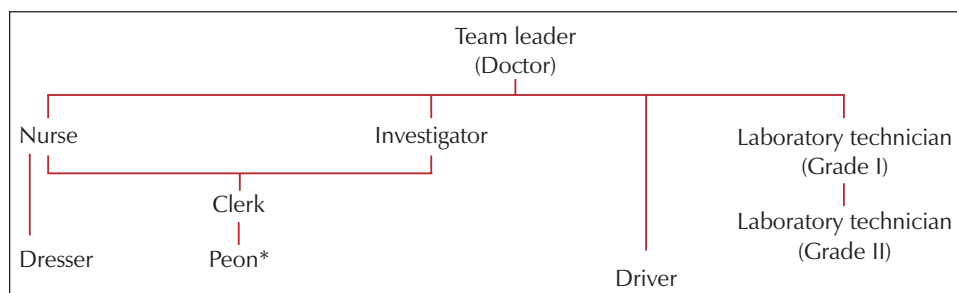 Team leader
(Doctor)
Nurse
Investigator
Laboratory technician
(Grade I)
Clerk
Laboratory technician
(Grade II)
Dresser
Peon*
Driver